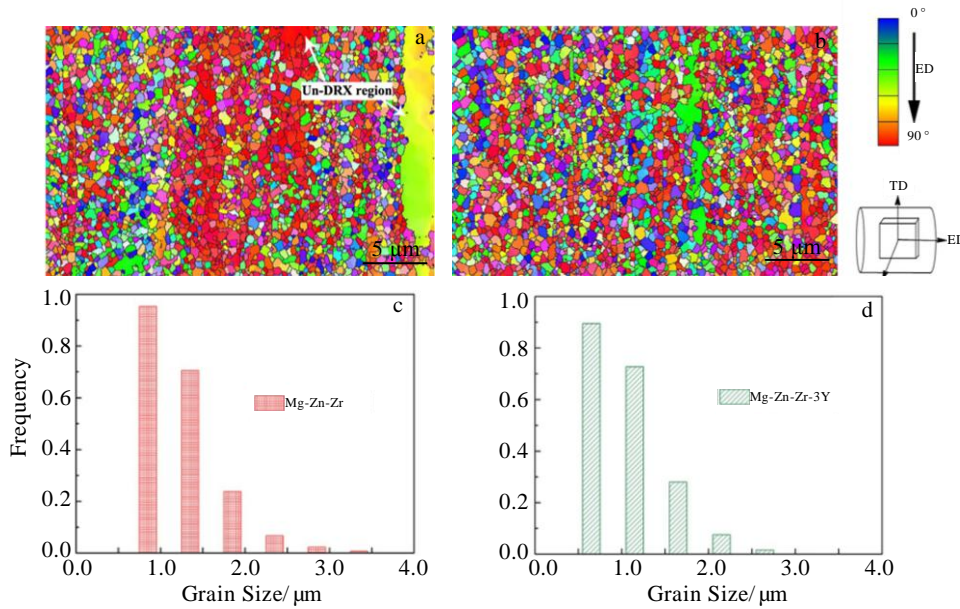 a
Un-DRX region
5 μm
b
5 μm
0 °
ED
90 °
TD
ED
c
1.0
0.8
0.6
0.4
0.2
0.0
Frequency
Mg-Zn-Zr
0.0 1.0 2.0 3.0 4.0
Grain Size/μm
d
1.0
0.8
0.6
0.4
0.2
0.0
Mg-Zn-Zr-3Y
0.0 1.0 2.0 3.0 4.0
Grain Size/μm